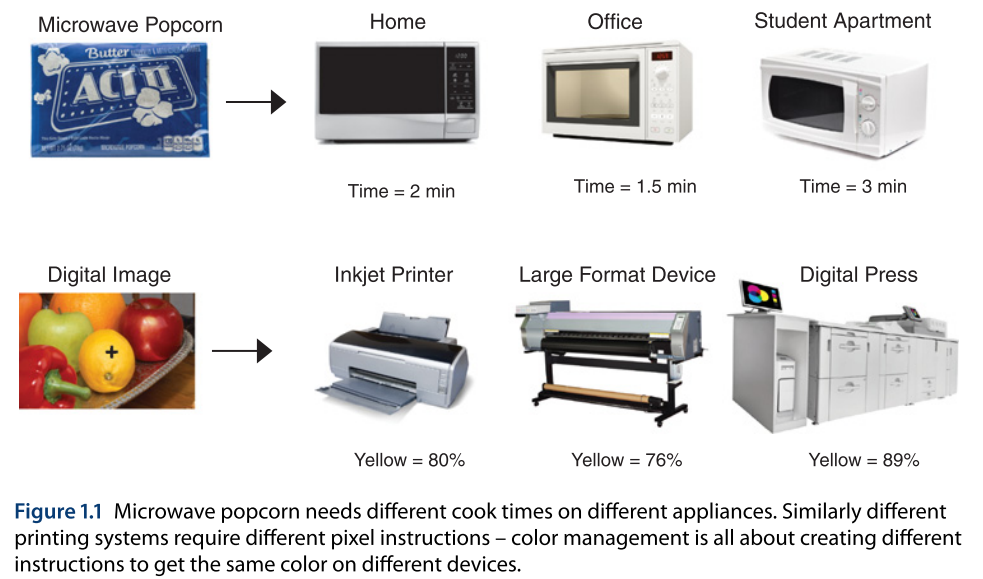 Microwave Popcorn
Home
Office
Student Apartment
Butter
ACT II
MICROWAVE POPCORN
Time = 2 min
Time = 1.5 min
Time = 3 min
Digital Image
Inkjet Printer
Large Format Device
Digital Press
+
Yellow = 80%
Yellow = 76%
Yellow = 89%
Figure 1.1 Microwave popcorn needs different cook times on different appliances. Similarly different
printing systems require different pixel instructions – color management is all about creating different
instructions to get the same color on different devices.